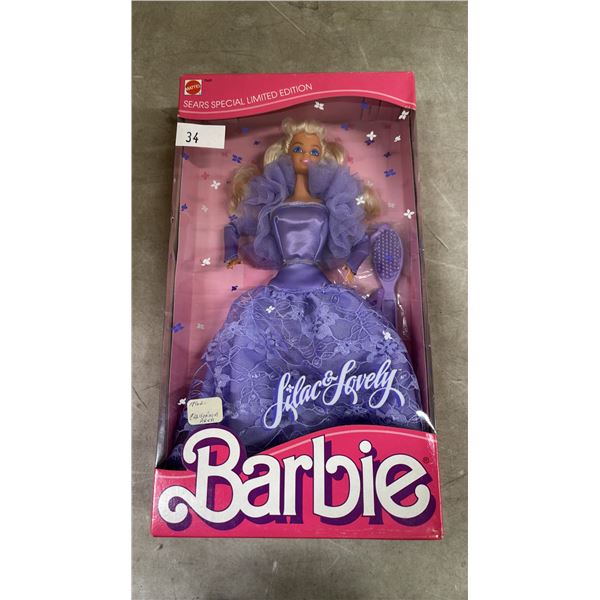 MATTEL
SEARS SPECIAL LIMITED EDITION
34
Lilac & Lovely
Barbie®